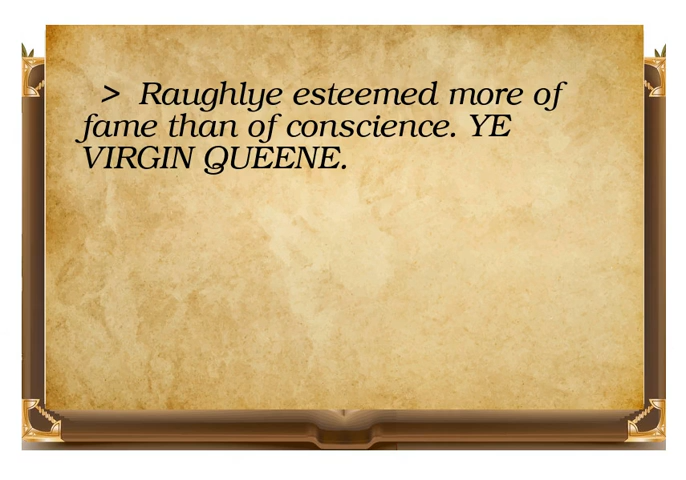 > Raughlye esteemed more of
fame than of conscience. YE
VIRGIN QUEENE.